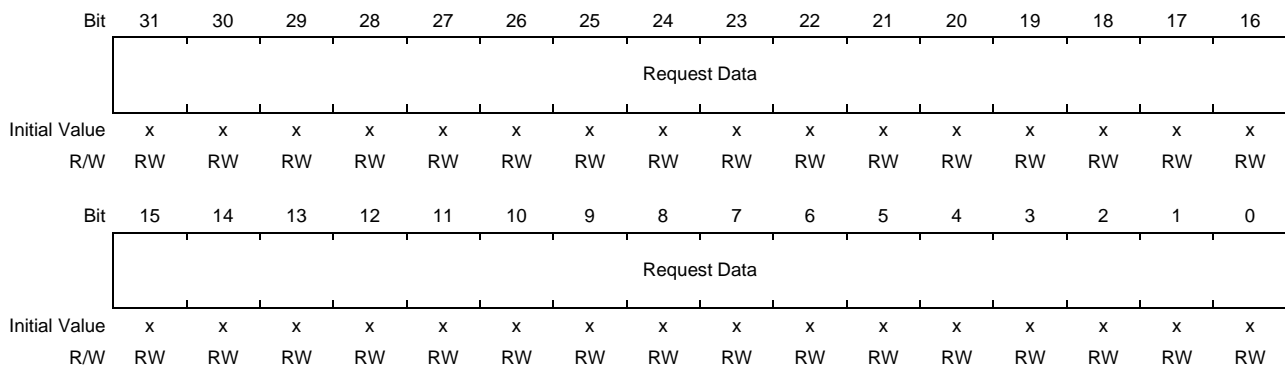 Bit 31 30 29 28 27 26 25 24 23 22 21 20 19 18 17 16
Request Data
Initial Value x x x x x x x x x x x x x x x x
R/W RW RW RW RW RW RW RW RW RW RW RW RW RW RW RW RW
Bit 15 14 13 12 11 10 9 8 7 6 5 4 3 2 1 0
Request Data
Initial Value x x x x x x x x x x x x x x x x
R/W RW RW RW RW RW RW RW RW RW RW RW RW RW RW RW RW